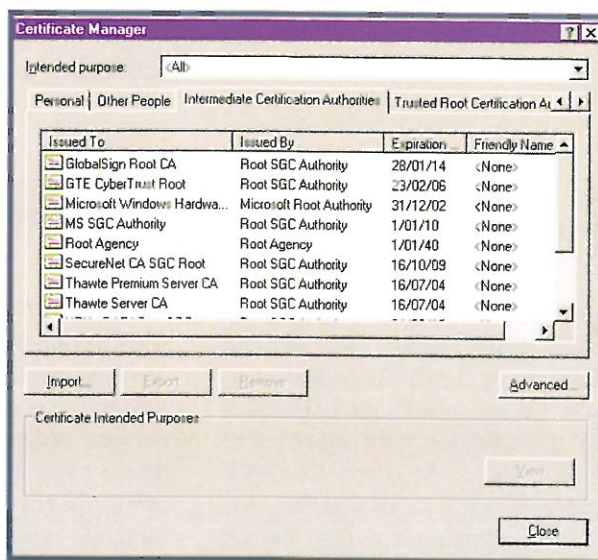 Certificate Manager
Intended purpose: <All>
Personal Other People Intermediate Certification Authorities Trusted Root Certification Au
Issued To Issued By Expiration ... Friendly Name
GlobalSign Root CA Root SGC Authority 28/01/14 <None>
GTE CyberTrust Root Root SGC Authority 23/02/06 <None>
Microsoft Windows Hardwa... Microsoft Root Authority 31/12/02 <None>
MS SGC Authority Root SGC Authority 1/01/10 <None>
Root Agency Root Agency 1/01/40 <None>
SecureNet CA SGC Root Root SGC Authority 16/10/09 <None>
Thawte Premium Server CA Root SGC Authority 16/07/04 <None>
Thawte Server CA Root SGC Authority 16/07/04 <None>
Import... Export... Remove Advanced...
Certificate Intended Purposes
View
Close